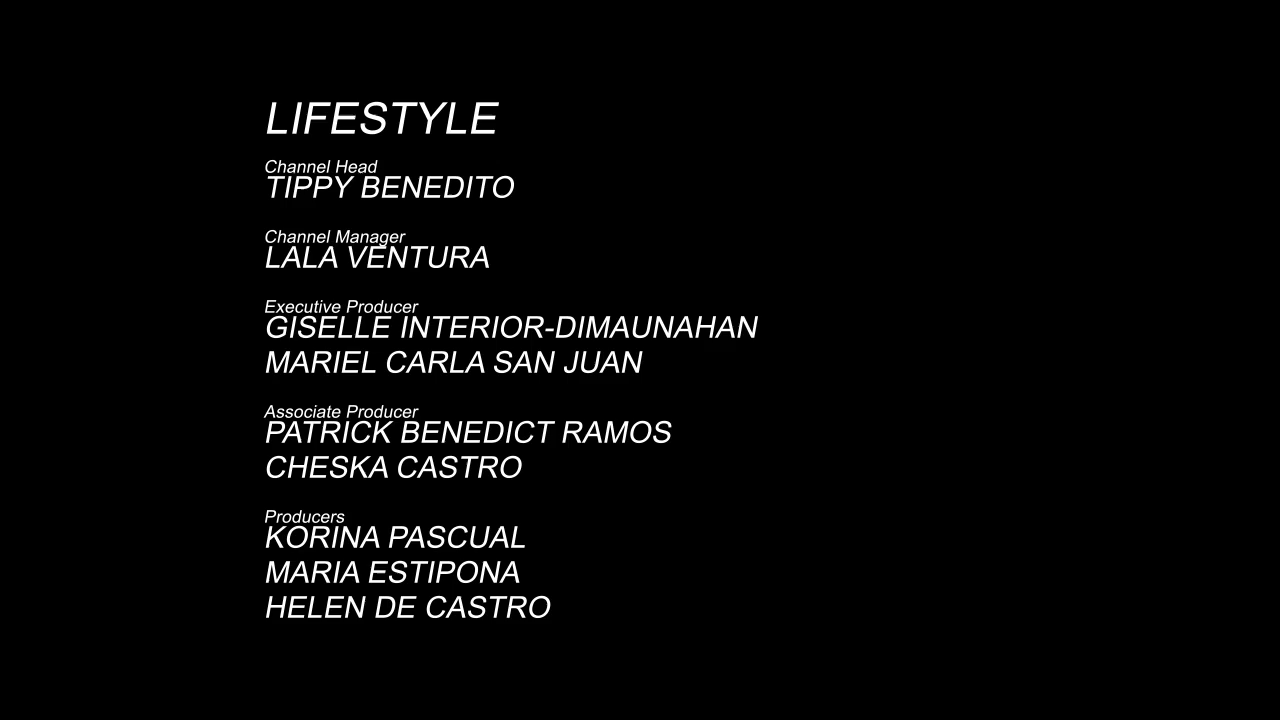 LIFESTYLE
Channel Head
TIPPY BENEDITO
Channel Manager
LALA VENTURA
Executive Producer
GISELLE INTERIOR-DIMAUNAHAN
MARIEL CARLA SAN JUAN
Associate Producer
PATRICK BENEDICT RAMOS
CHESKA CASTRO
Producers
KORINA PASCUAL
MARIA ESTIPONA
HELEN DE CASTRO